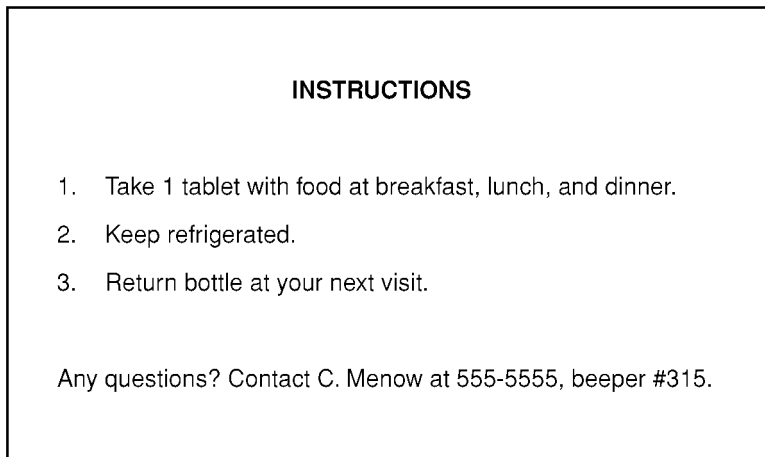 INSTRUCTIONS
1. Take 1 tablet with food at breakfast, lunch, and dinner.
2. Keep refrigerated.
3. Return bottle at your next visit.
Any questions? Contact C. Menow at 555-5555, beeper #315.